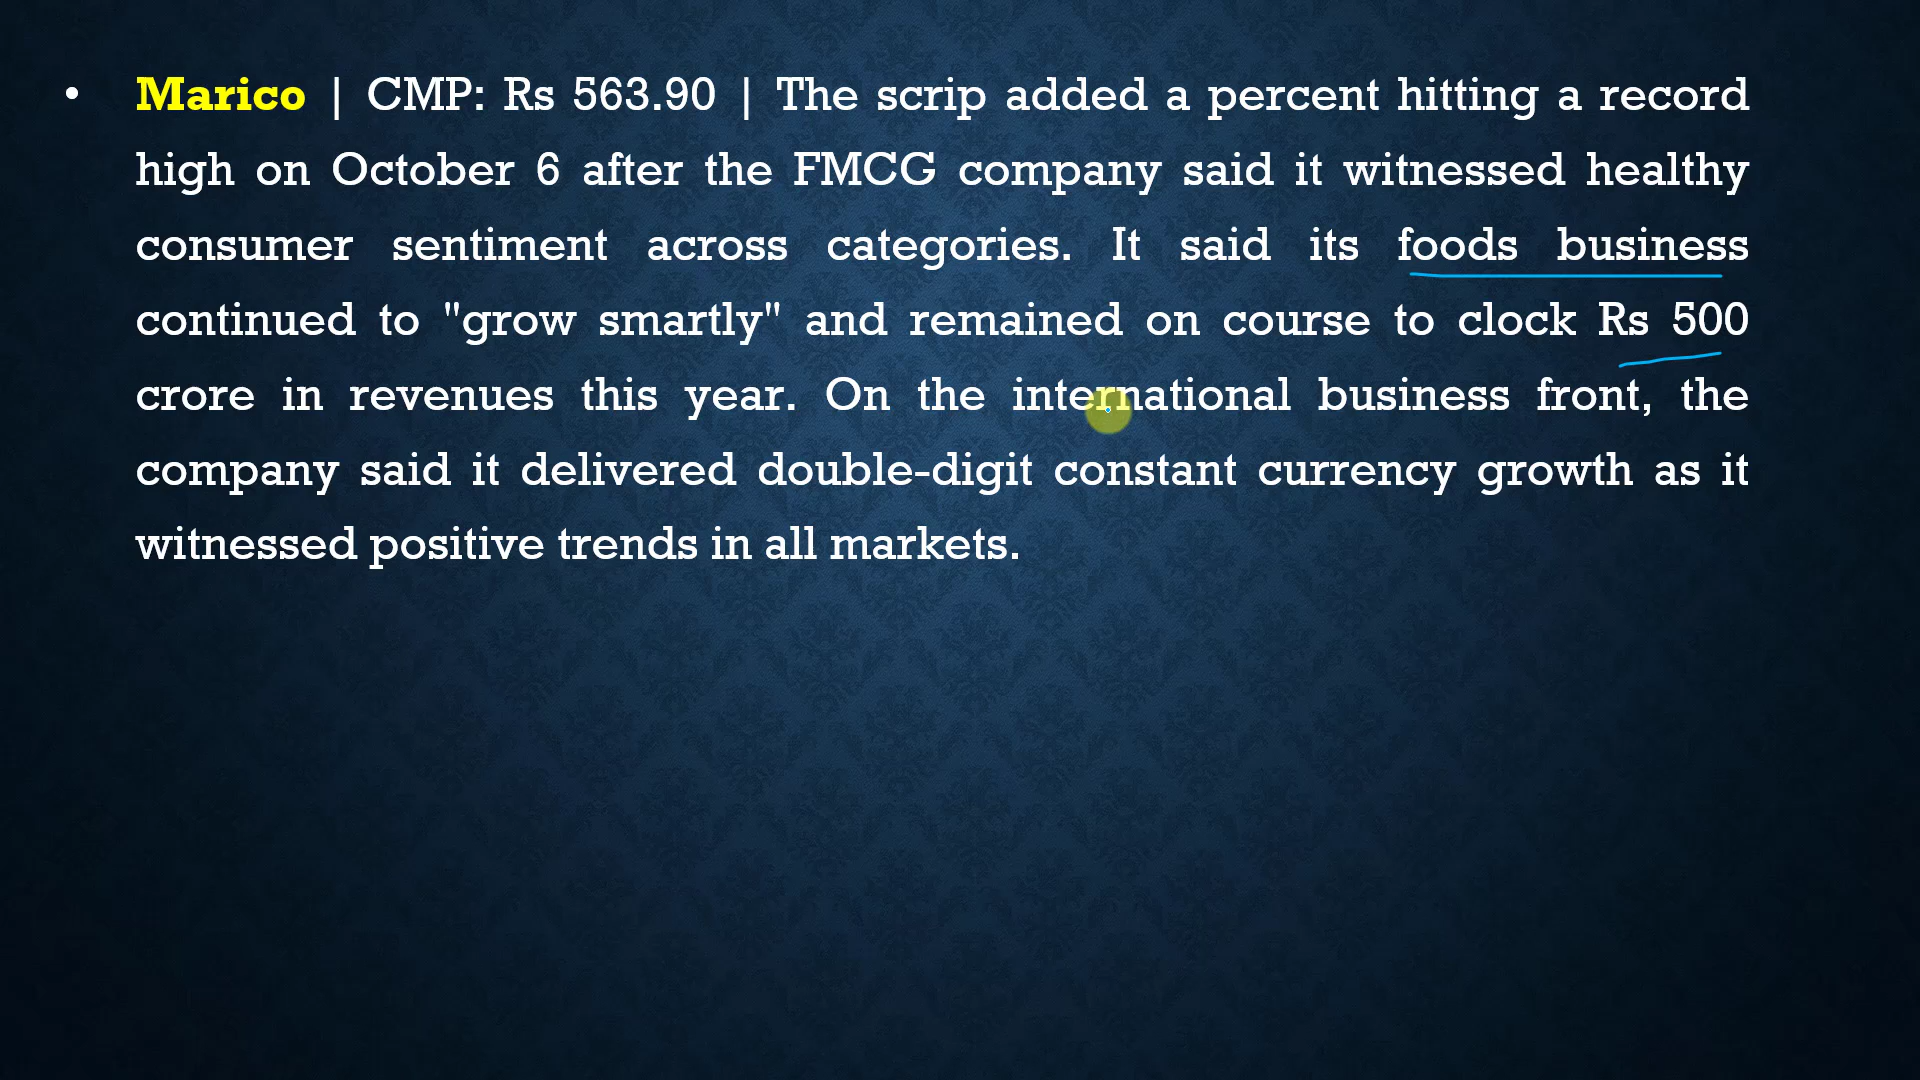 • Marico | CMP: Rs 563.90 | The scrip added a percent hitting a record
high on October 6 after the FMCG company said it witnessed healthy
consumer sentiment across categories. It said its foods business
continued to "grow smartly" and remained on course to clock Rs 500
crore in revenues this year. On the international business front, the
company said it delivered double-digit constant currency growth as it
witnessed positive trends in all markets.